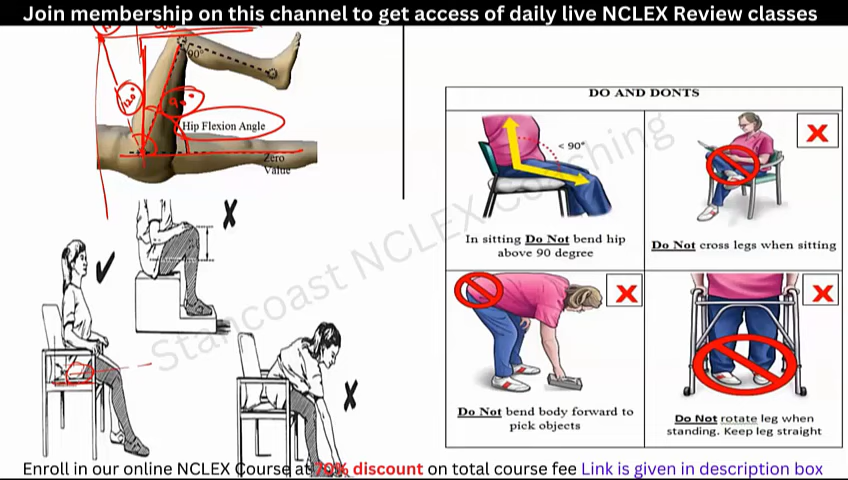 Join membership on this channel to get access of daily live NCLEX Review classes
90°
120°
90°
Hip Flexion Angle
Zero
Value
Stancoast NCLEX Coaching
DO AND DONTS
< 90°
In sitting Do Not bend hip
above 90 degree
Do Not cross legs when sitting
Do Not bend body forward to
pick objects
Do Not rotate leg when
standing. Keep leg straight
Enroll in our online NCLEX Course at 70% discount on total course fee Link is given in description box